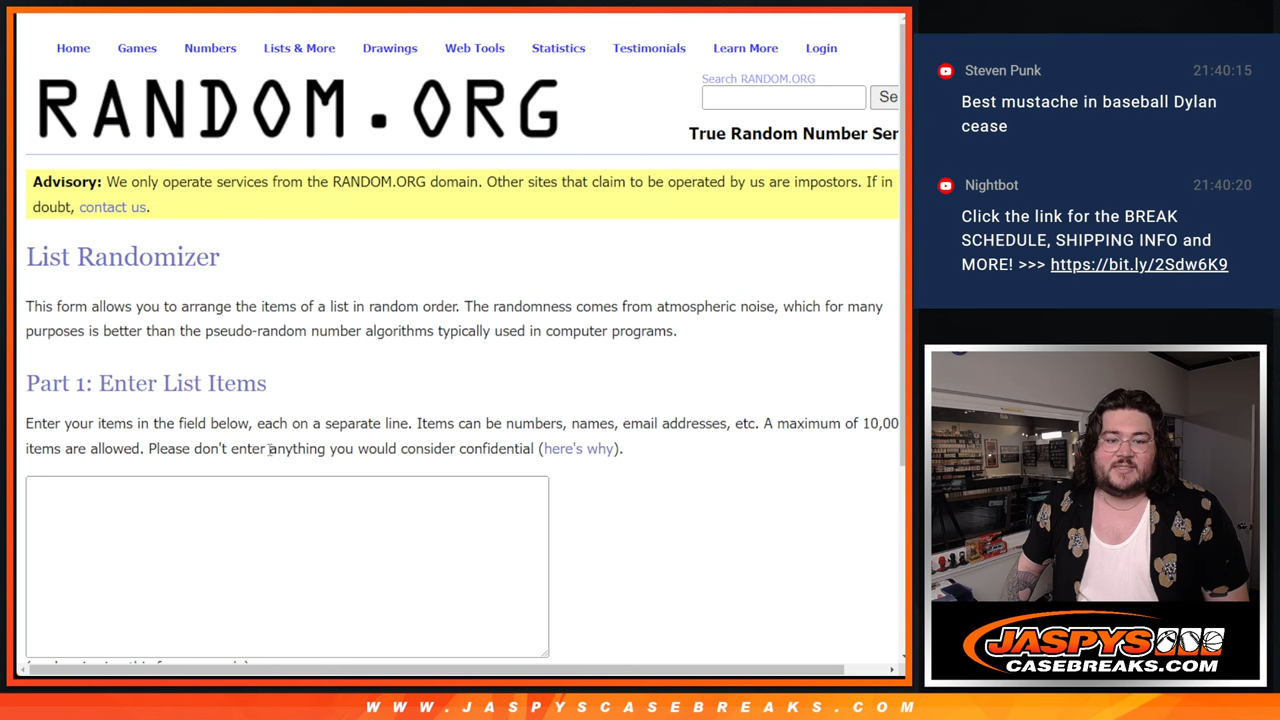 Home Games Numbers Lists & More Drawings Web Tools Statistics Testimonials Learn More Login
RANDOM.ORG
Search RANDOM.ORG
Se
True Random Number Ser
Advisory: We only operate services from the RANDOM.ORG domain. Other sites that claim to be operated by us are impostors. If in
doubt, contact us.
List Randomizer
This form allows you to arrange the items of a list in random order. The randomness comes from atmospheric noise, which for many
purposes is better than the pseudo-random number algorithms typically used in computer programs.
Part 1: Enter List Items
Enter your items in the field below, each on a separate line. Items can be numbers, names, email addresses, etc. A maximum of 10,00
items are allowed. Please don't enter anything you would consider confidential (here's why).
Steven Punk 21:40:15
Best mustache in baseball Dylan
cease
Nightbot 21:40:20
Click the link for the BREAK
SCHEDULE, SHIPPING INFO and
MORE! >>> https://bit.ly/2Sdw6K9
JASPYS
CASEBREAKS.COM
WWW.JASPYSCASEBREAKS.COM